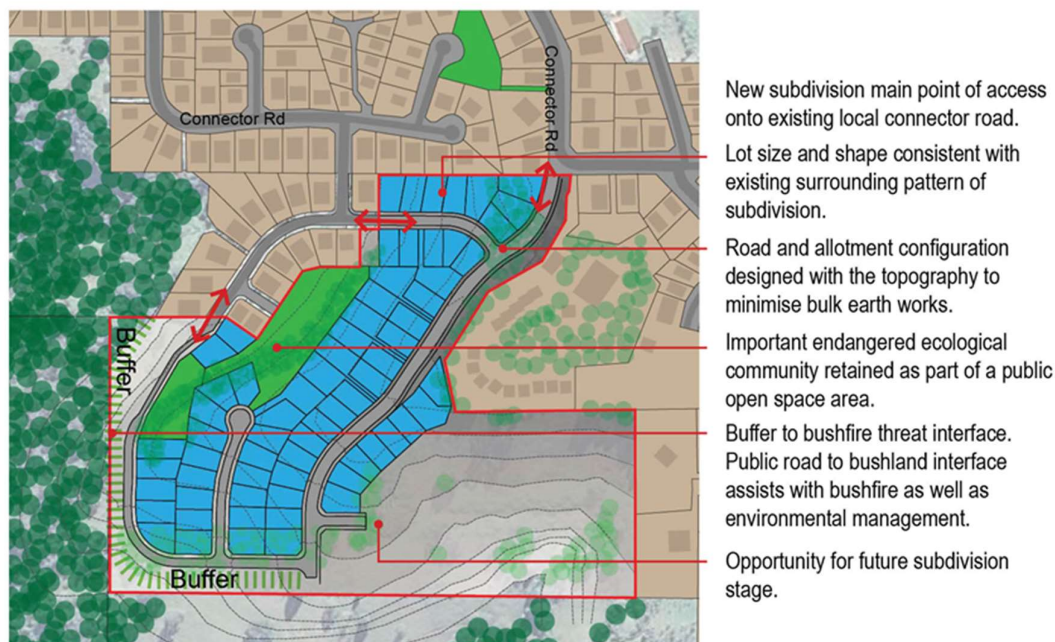 Connector Rd
Connector Rd
Buffer
Buffer
New subdivision main point of access
onto existing local connector road.
Lot size and shape consistent with
existing surrounding pattern of
subdivision.
Road and allotment configuration
designed with the topography to
minimise bulk earth works.
Important endangered ecological
community retained as part of a public
open space area.
Buffer to bushfire threat interface.
Public road to bushland interface
assists with bushfire as well as
environmental management.
Opportunity for future subdivision
stage.